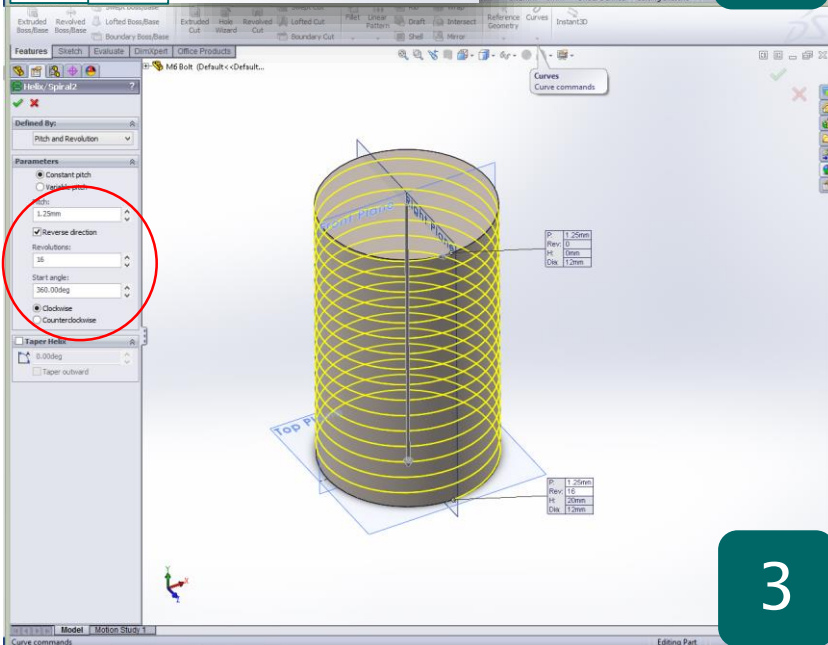 Extruded Boss/Base
Revolved Boss/Base
Lofted Boss/Base
Boundary Boss/Base
Extruded Cut
Hole Wizard
Revolved Cut
Lofted Cut
Boundary Cut
Fillet
Linear Pattern
Draft
Shell
Intersect
Mirror
Reference Geometry
Curves
Instant3D
Features Sketch Evaluate DimXpert Office Products
M6 Bolt (Default<<Default...
Curves
Curve commands
Helix/Spiral2 ?
Defined By:
Pitch and Revolution
Parameters
Constant pitch
Variable pitch
Pitch:
1.25mm
Reverse direction
Revolutions:
16
Start angle:
360.00deg
Clockwise
Counterclockwise
Taper Helix
0.00deg
Taper outward
Front Plane
Right Plane
P: 1.25mm
Rev: 0
H: 0mm
Dia: 12mm
Top Plane
P: 1.25mm
Rev: 16
H: 20mm
Dia: 12mm
Y
X
Z
3
Model Motion Study 1
Curve commands
Editing Part